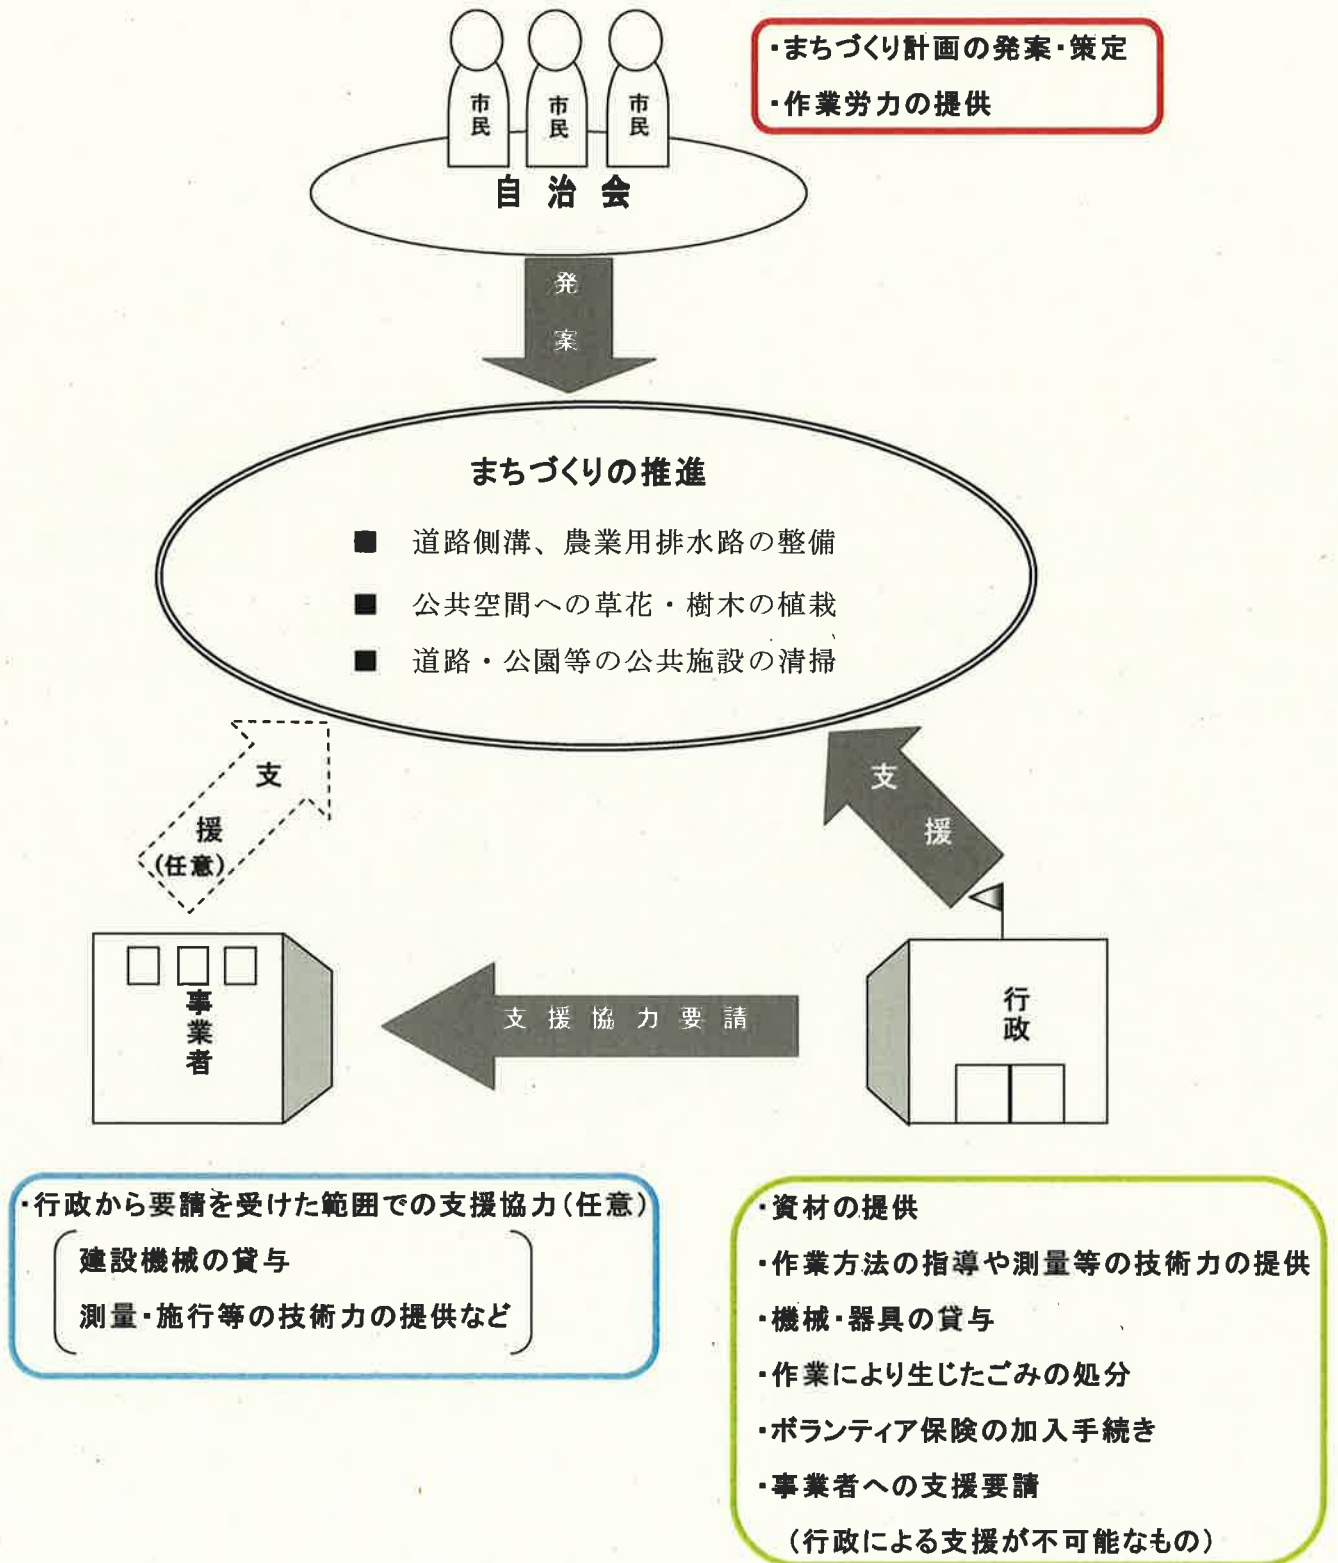 ・まちづくり計画の発案・策定
・作業労力の提供
市民
市民
市民
自治会
発案
まちづくりの推進
■ 道路側溝、農業用排水路の整備
■ 公共空間への草花・樹木の植栽
■ 道路・公園等の公共施設の清掃
支援
(任意)
支援
事業者
支援協力要請
行政
・行政から要請を受けた範囲での支援協力(任意)
建設機械の貸与
測量・施行等の技術力の提供など
・資材の提供
・作業方法の指導や測量等の技術力の提供
・機械・器具の貸与
・作業により生じたごみの処分
・ボランティア保険の加入手続き
・事業者への支援要請
(行政による支援が不可能なもの)